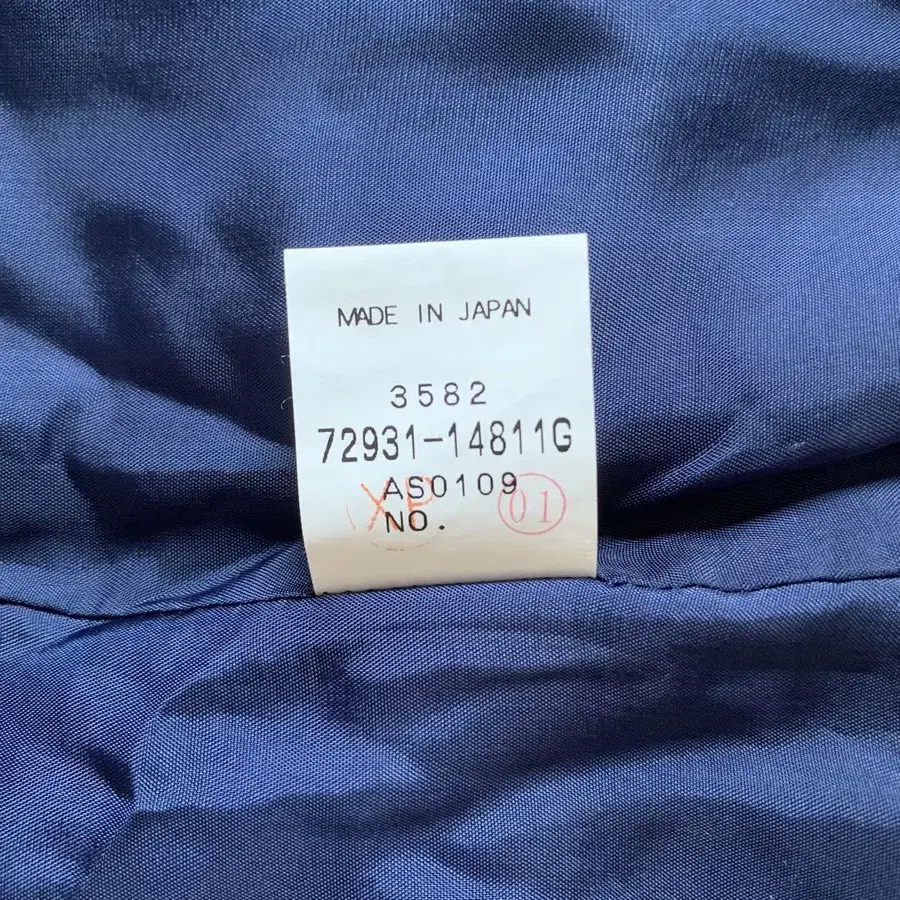 MADE IN JAPAN
3582
72931-14811G
AS0109
XP
01
NO.